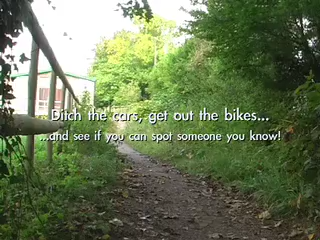 Ditch the cars, get out the bikes...
...and see if you can spot someone you know!